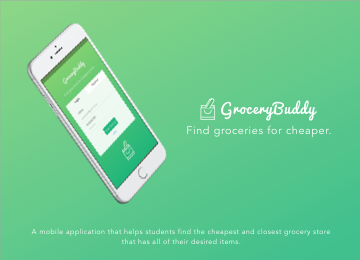 GroceryBuddy
GroceryBuddy
Find groceries for cheaper.
A mobile application that helps students find the cheapest and closest grocery store
that has all of their desired items.